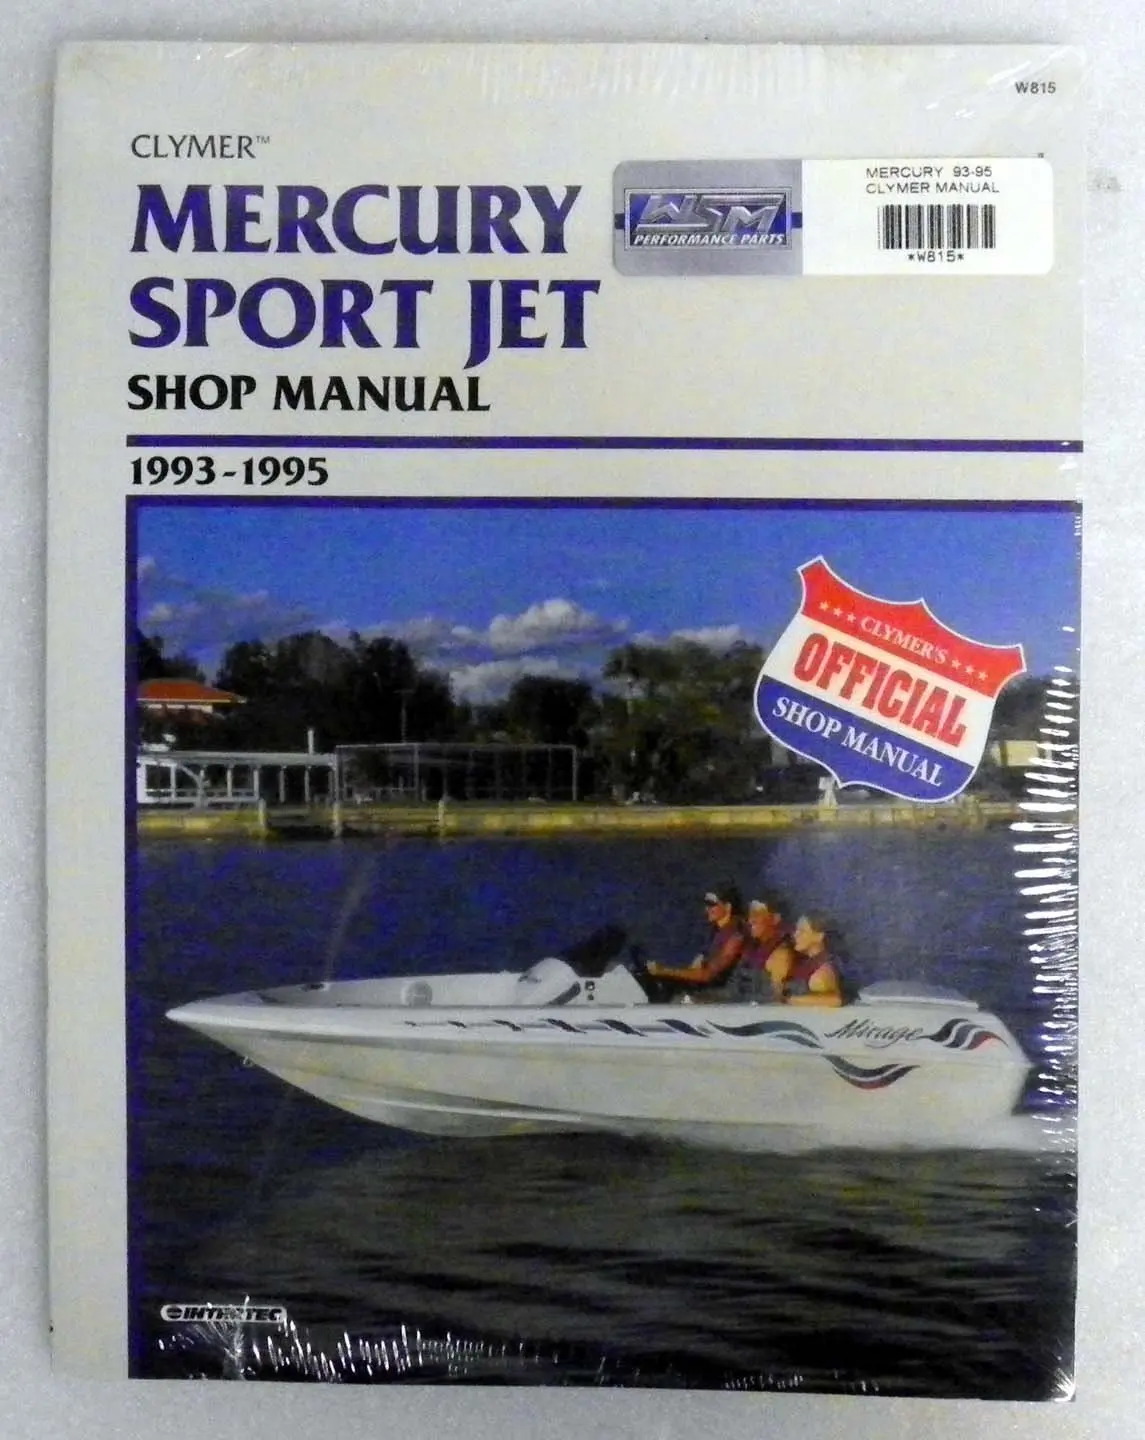 W815
CLYMER™
MERCURY
SPORT JET
SHOP MANUAL
1993-1995
WSM
PERFORMANCE PARTS
MERCURY 93-95
CLYMER MANUAL
*W815*
★★★ CLYMER'S ★★★
OFFICIAL
SHOP MANUAL
Mirage
INTERTEC